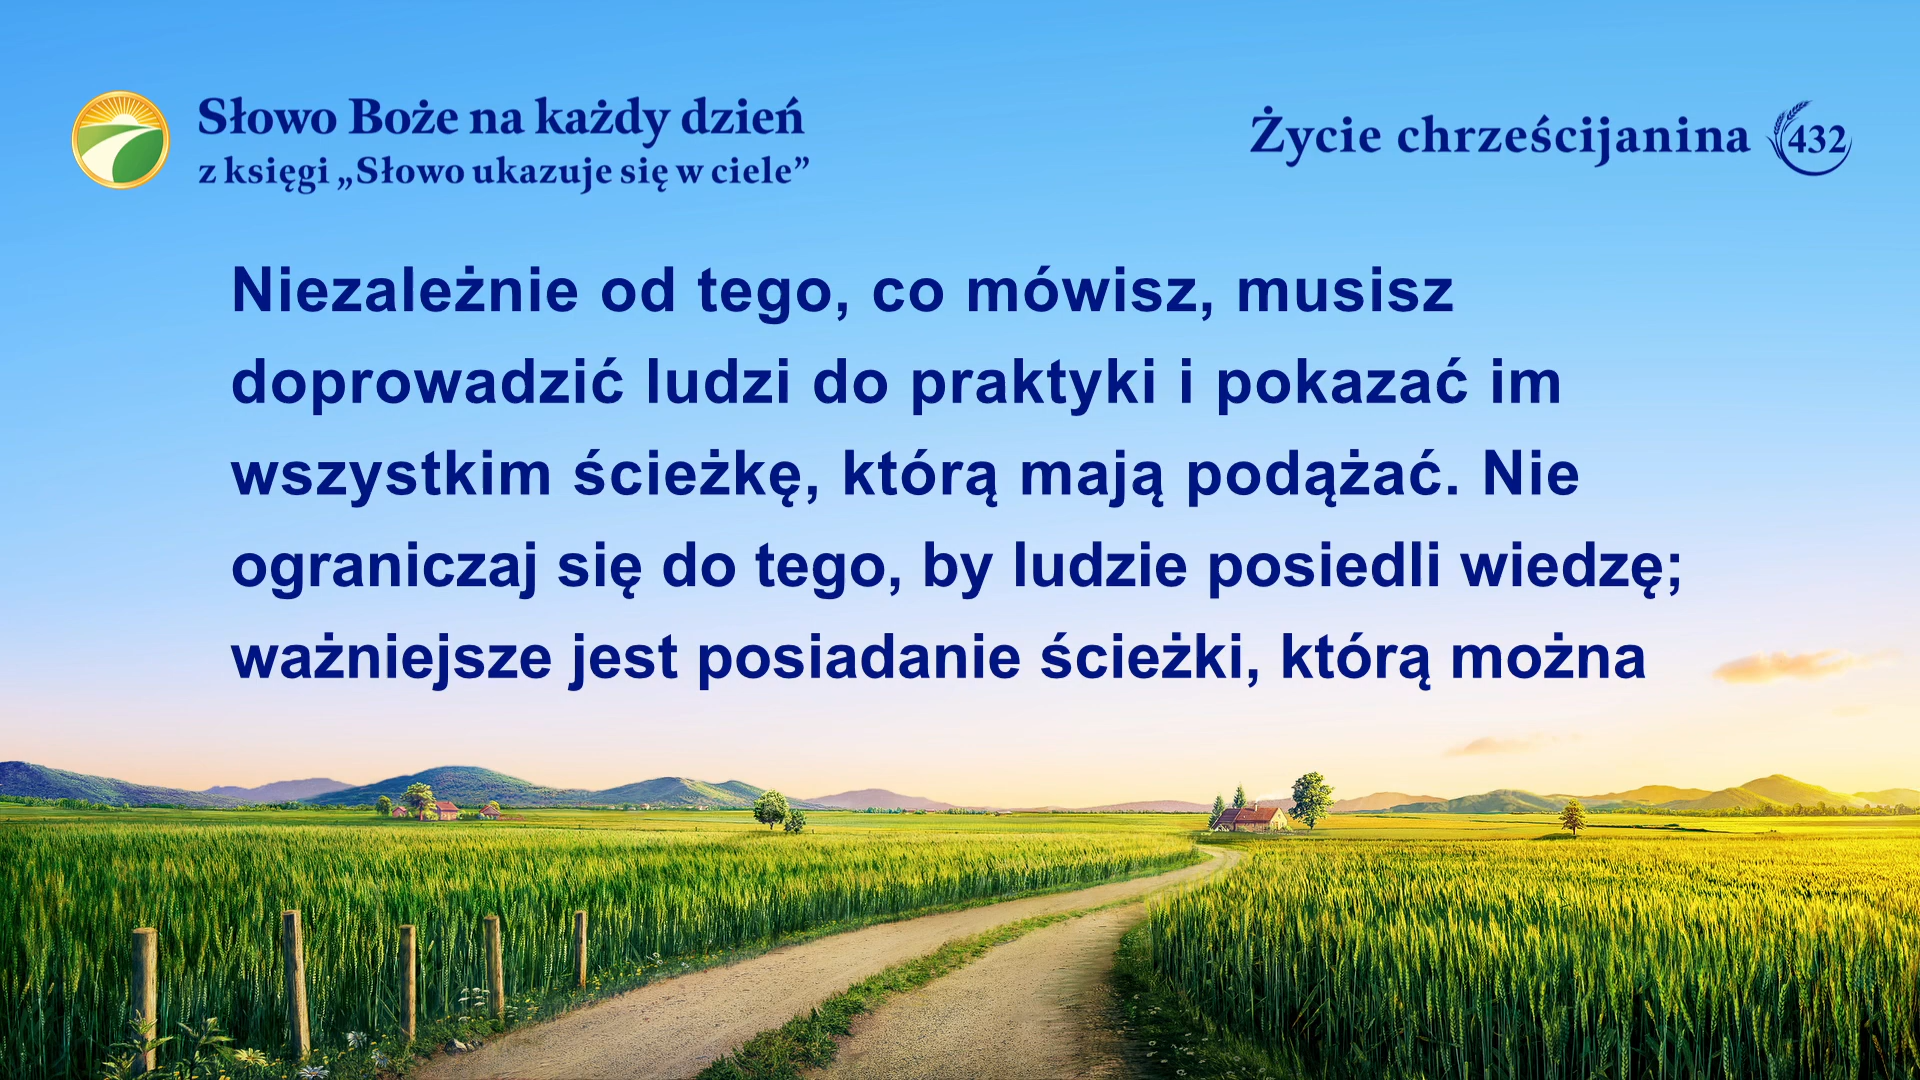 Słowo Boże na każdy dzień
z księgi „Słowo ukazuje się w ciele”
Życie chrześcijanina 432
Niezależnie od tego, co mówisz, musisz
doprowadzić ludzi do praktyki i pokazać im
wszystkim ścieżkę, którą mają podążać. Nie
ograniczaj się do tego, by ludzie posiedli wiedzę;
ważniejsze jest posiadanie ścieżki, którą można